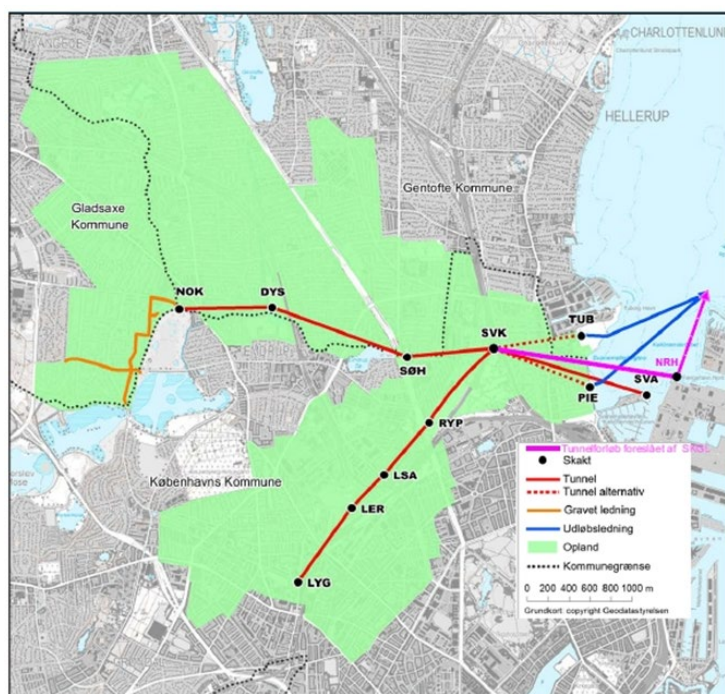 CHARLOTTENLUND
HELLERUP
Gentofte Kommune
Gladsaxe
Kommune
NOK
DYS
TUB
SVK
SØH
NRH
SVA
PIE
RYP
LSA
Københavns Kommune
LER
LYG
Tunnelforløb foreslået af
Skakt
Tunnel
Tunnel alternativ
Gravet ledning
Udløbsledning
Opland
Kommunegrænse
0 200 400 600 1000 m
Grundkort: copyright Geodatastyrelsen